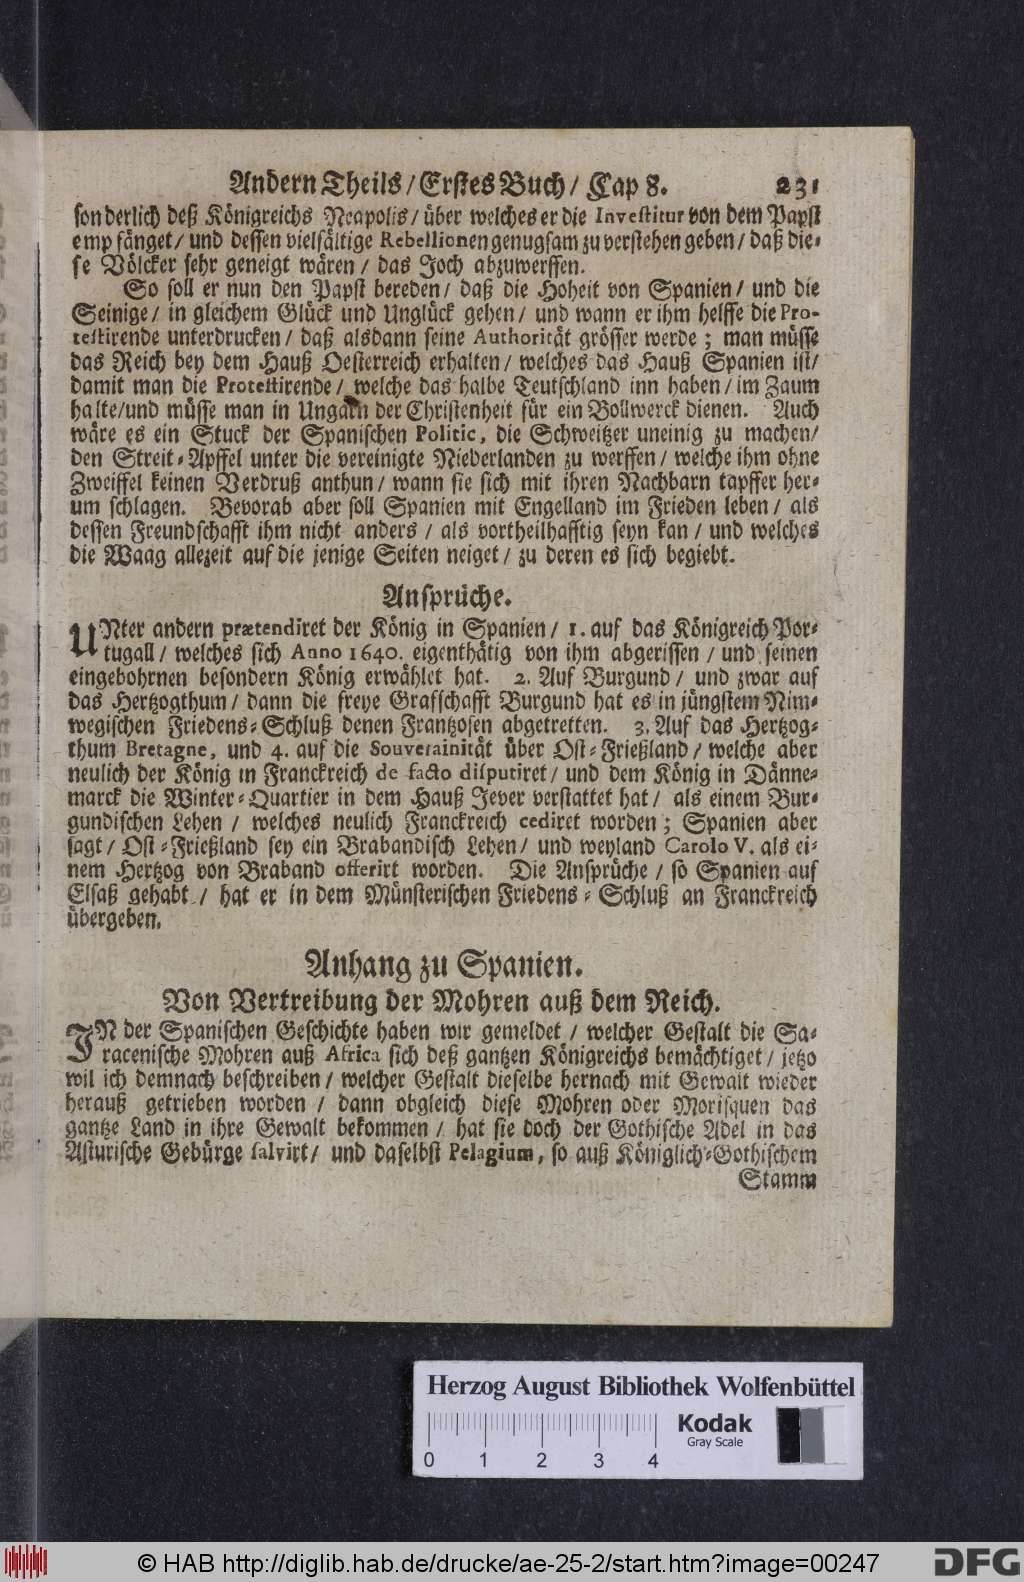 Andern Theils / Erstes Buch / Cap 8. 231
sonderlich deß Königreichs Neapolis / über welches er die Investitur von dem Papst
empfänget / und dessen vielfältige Rebellionen genugsam zu verstehen geben / daß die-
se Völcker sehr geneigt wären / das Joch abzuwerffen.
So soll er nun den Papst bereden / daß die Hoheit von Spanien / und die
Seinige / in gleichem Glück und Unglück gehen / und wann er ihm helffe die Pro-
testirende unterdrucken / daß alsdann seine Authorität grösser werde ; man müsse
das Reich bey dem Hauß Oesterreich erhalten / welches das Hauß Spanien ist /
damit man die Protestirende / welche das halbe Teutschland inn haben / im Zaum
halte / und müsse man in Ungarn der Christenheit für ein Bollwerck dienen. Auch
wäre es ein Stuck der Spanischen Politic, die Schweitzer uneinig zu machen /
den Streit-Apffel unter die vereinigte Niederlanden zu werffen / welche ihm ohne
Zweiffel keinen Verdruß anthun / wann sie sich mit ihren Nachbarn tapffer her-
um schlagen. Bevorab aber soll Spanien mit Engelland im Frieden leben / als
dessen Freundschafft ihm nicht anders / als vortheilhafftig seyn kan / und welches
die Waag allezeit auf die jenige Seiten neiget / zu deren es sich begiebt.
Ansprüche.
UNter andern prætendiret der König in Spanien / 1. auf das Königreich Por-
tugall / welches sich Anno 1640. eigenthätig von ihm abgerissen / und seinen
eingebohrnen besondern König erwählet hat. 2. Auf Burgund / und zwar auf
das Hertzogthum / dann die freye Grafschafft Burgund hat es in jüngstem Nim-
wegischen Friedens-Schluß denen Frantzosen abgetretten. 3. Auf das Hertzog-
thum Bretagne, und 4. auf die Souverainität über Ost-Frießland / welche aber
neulich der König in Franckreich de facto disputiret / und dem König in Dänne-
marck die Winter-Quartier in dem Hauß Jever verstattet hat / als einem Bur-
gundischen Lehen / welches neulich Franckreich cediret worden ; Spanien aber
sagt / Ost-Frießland sey ein Brabandisch Lehen / und weyland Carolo V. als ei-
nem Hertzog von Braband offerirt worden. Die Ansprüche / so Spanien auf
Elsaß gehabt / hat er in dem Münsterischen Friedens-Schluß an Franckreich
übergeben.
Anhang zu Spanien.
Von Vertreibung der Mohren auß dem Reich.
IN der Spanischen Geschichte haben wir gemeldet / welcher Gestalt die Sa-
racenische Mohren auß Africa sich deß gantzen Königreichs bemächtiget / jetzo
wil ich demnach beschreiben / welcher Gestalt dieselbe hernach mit Gewalt wieder
herauß getrieben worden / dann obgleich diese Mohren oder Morisquen das
gantze Land in ihre Gewalt bekommen / hat sie doch der Gothische Adel in das
Asturische Gebürge salvirt / und daselbst Pelagium, so auß Königlich-Gothischem
Stamm
Herzog August Bibliothek Wolfenbüttel
Kodak
Gray Scale
0 1 2 3 4
© HAB http://diglib.hab.de/drucke/ae-25-2/start.htm?image=00247
DFG